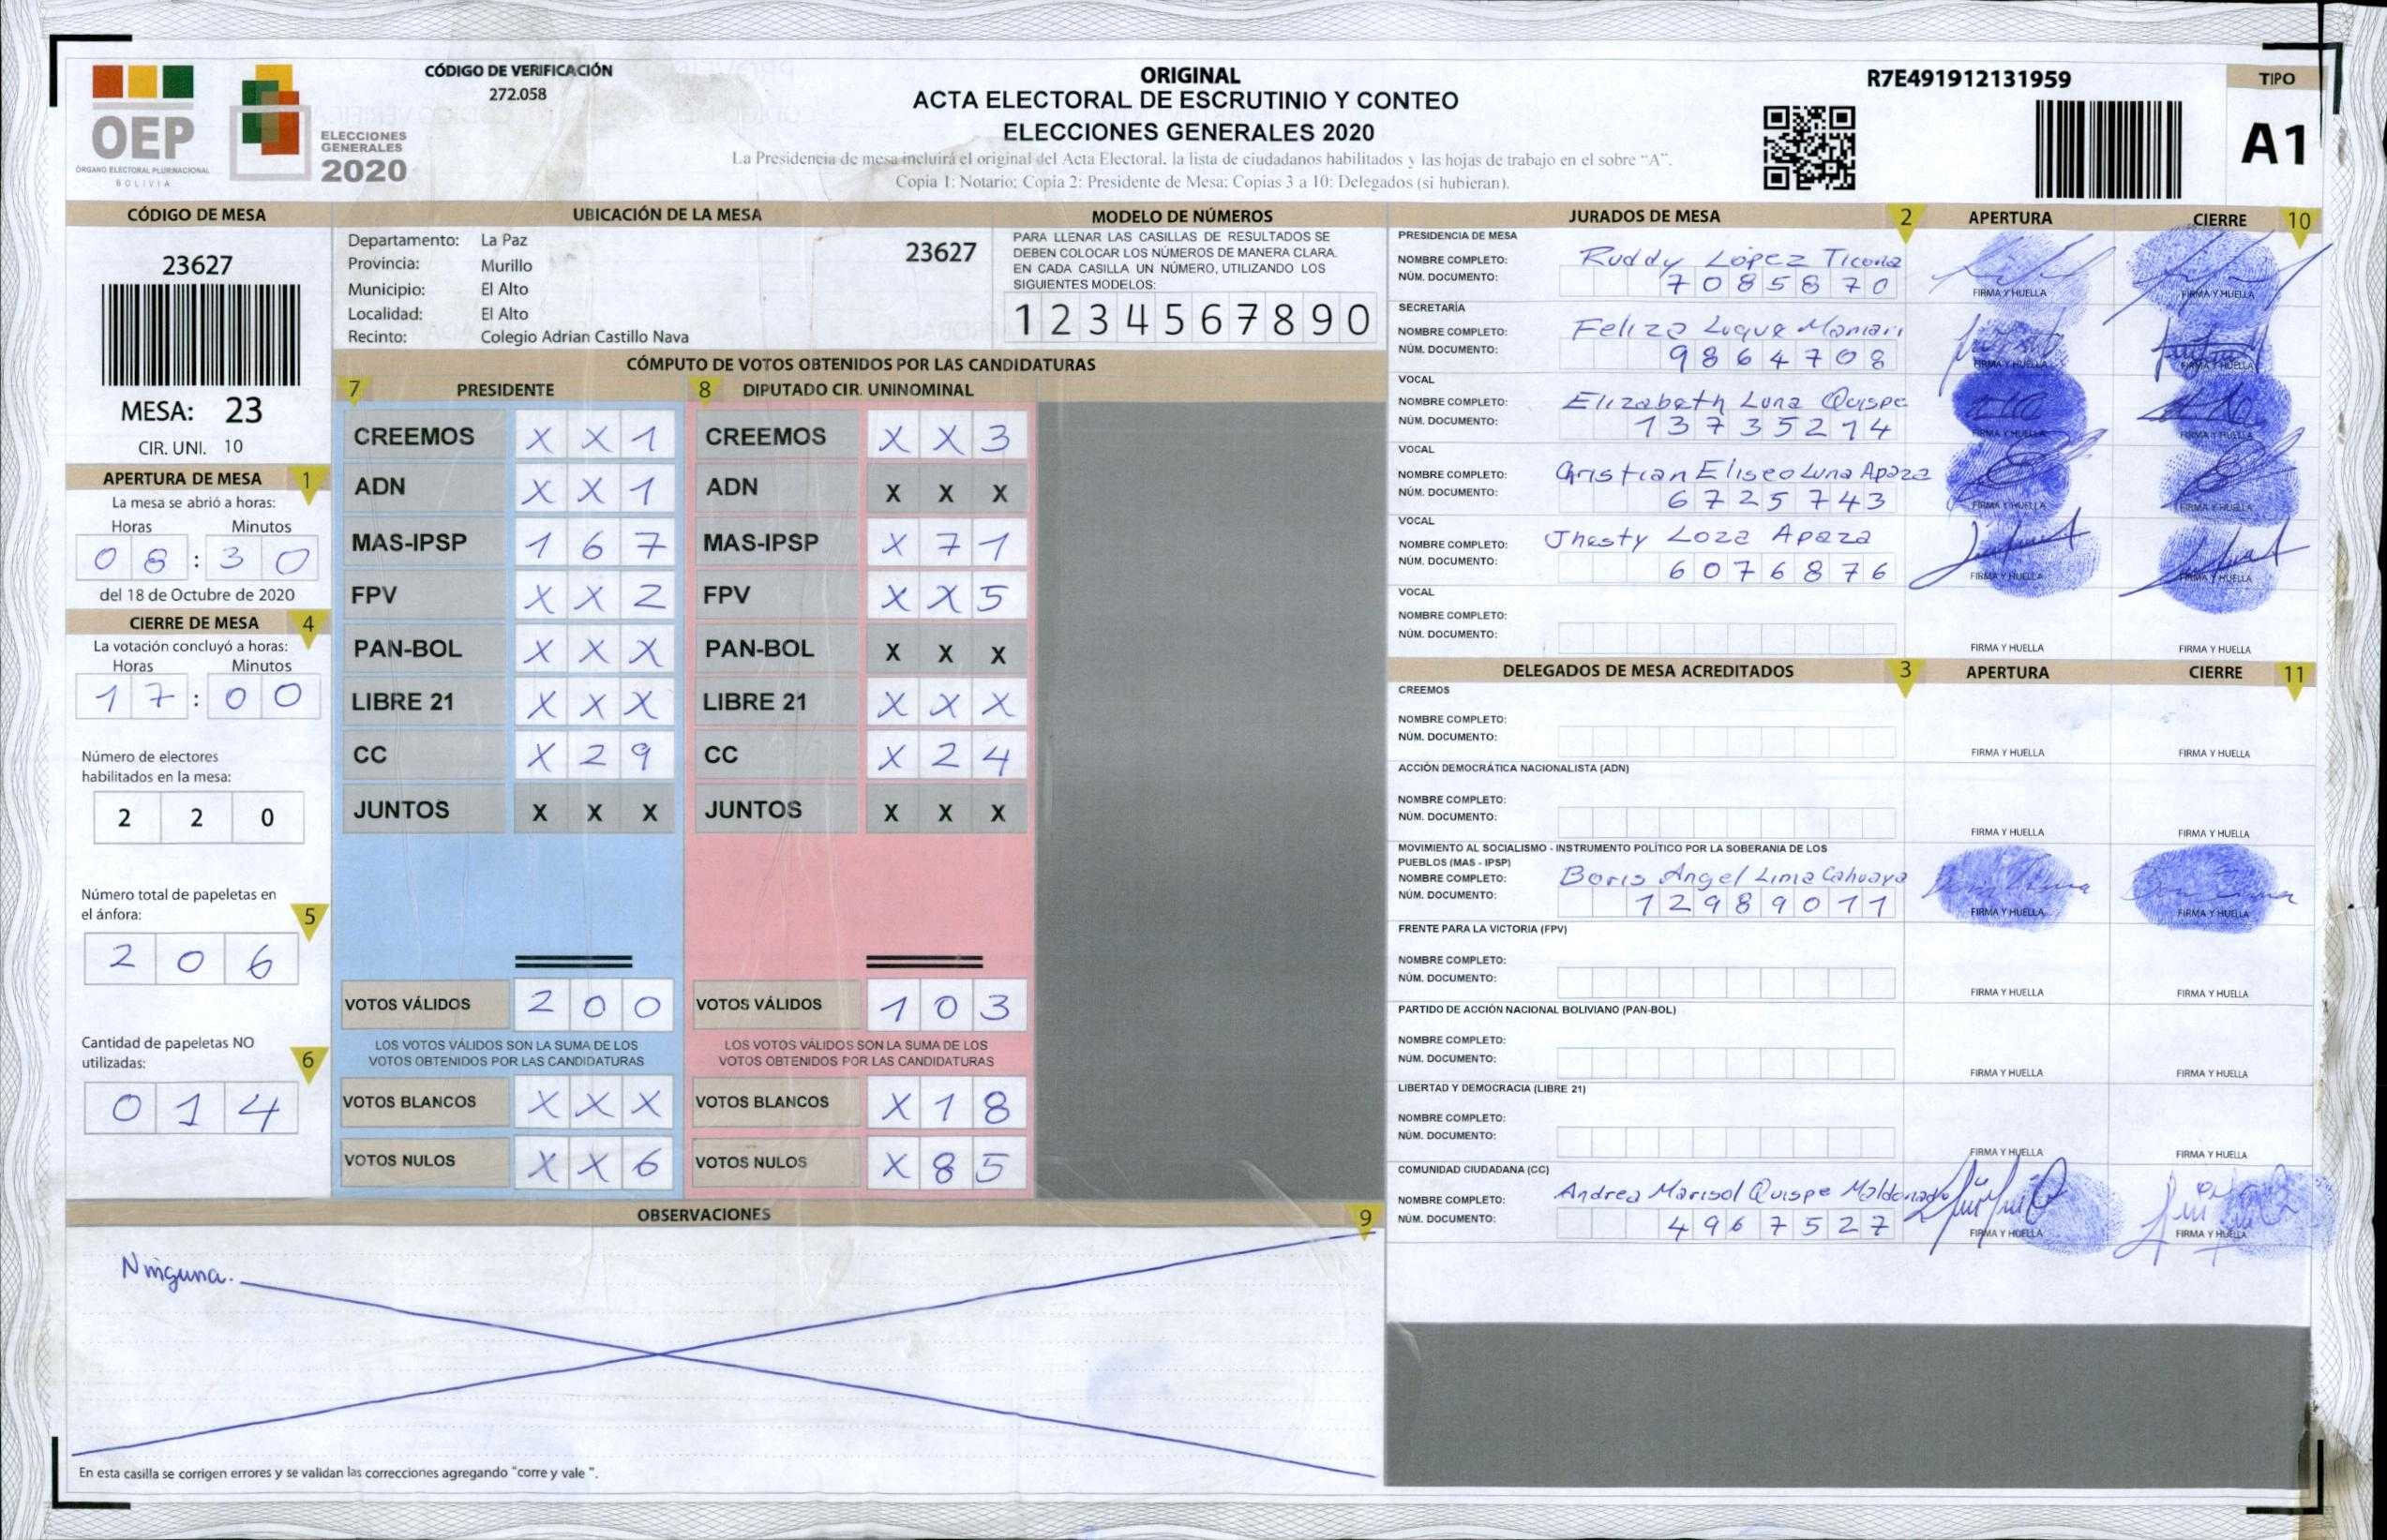 OEP
ÓRGANO ELECTORAL PLURINACIONAL
BOLIVIA
ELECCIONES
GENERALES
2020
CÓDIGO DE VERIFICACIÓN
272.058
ORIGINAL
ACTA ELECTORAL DE ESCRUTINIO Y CONTEO
ELECCIONES GENERALES 2020
La Presidencia de mesa incluirá el original del Acta Electoral, la lista de ciudadanos habilitados y las hojas de trabajo en el sobre “A”.
Copia 1: Notario; Copia 2: Presidente de Mesa; Copias 3 a 10: Delegados (si hubieran).
R7E491912131959
TIPO
A1
CÓDIGO DE MESA
23627
MESA: 23
CIR. UNI. 10
APERTURA DE MESA 1
La mesa se abrió a horas:
Horas Minutos
08:30
del 18 de Octubre de 2020
CIERRE DE MESA 4
La votación concluyó a horas:
Horas Minutos
17:00
Número de electores
habilitados en la mesa:
2 2 0
Número total de papeletas en
el ánfora: 5
2 0 6
Cantidad de papeletas NO
utilizadas: 6
0 1 4
UBICACIÓN DE LA MESA
Departamento: La Paz
Provincia: Murillo
Municipio: El Alto
Localidad: El Alto
Recinto: Colegio Adrian Castillo Nava
23627
MODELO DE NÚMEROS
PARA LLENAR LAS CASILLAS DE RESULTADOS SE
DEBEN COLOCAR LOS NÚMEROS DE MANERA CLARA.
EN CADA CASILLA UN NÚMERO, UTILIZANDO LOS
SIGUIENTES MODELOS:
1 2 3 4 5 6 7 8 9 0
CÓMPUTO DE VOTOS OBTENIDOS POR LAS CANDIDATURAS
7 PRESIDENTE
CREEMOS X X 1
ADN X X 1
MAS-IPSP 1 6 7
FPV X X 2
PAN-BOL X X X
LIBRE 21 X X X
CC X 2 9
JUNTOS X X X
VOTOS VÁLIDOS 2 0 0
LOS VOTOS VÁLIDOS SON LA SUMA DE LOS
VOTOS OBTENIDOS POR LAS CANDIDATURAS
VOTOS BLANCOS X X X
VOTOS NULOS X X 6
8 DIPUTADO CIR. UNINOMINAL
CREEMOS X X 3
ADN X X X
MAS-IPSP X 7 1
FPV X X 5
PAN-BOL X X X
LIBRE 21 X X X
CC X 2 4
JUNTOS X X X
VOTOS VÁLIDOS 1 0 3
LOS VOTOS VÁLIDOS SON LA SUMA DE LOS
VOTOS OBTENIDOS POR LAS CANDIDATURAS
VOTOS BLANCOS X 1 8
VOTOS NULOS X 8 5
OBSERVACIONES 9
Ninguna.
En esta casilla se corrigen errores y se validan las correcciones agregando "corre y vale ".
JURADOS DE MESA 2 APERTURA CIERRE 10
PRESIDENCIA DE MESA
NOMBRE COMPLETO: Ruddy López Ticona
NÚM. DOCUMENTO: 7085870
FIRMA Y HUELLA FIRMA Y HUELLA
SECRETARÍA
NOMBRE COMPLETO: Feliza Luque Mamani
NÚM. DOCUMENTO: 9864708
FIRMA Y HUELLA FIRMA Y HUELLA
VOCAL
NOMBRE COMPLETO: Elizabeth Luna Quispe
NÚM. DOCUMENTO: 13735214
FIRMA Y HUELLA FIRMA Y HUELLA
VOCAL
NOMBRE COMPLETO: Christian Eliseo Luna Apaza
NÚM. DOCUMENTO: 6725743
FIRMA Y HUELLA FIRMA Y HUELLA
VOCAL
NOMBRE COMPLETO: Jhesty Loza Apaza
NÚM. DOCUMENTO: 6076876
FIRMA Y HUELLA FIRMA Y HUELLA
VOCAL
NOMBRE COMPLETO:
NÚM. DOCUMENTO:
FIRMA Y HUELLA FIRMA Y HUELLA
DELEGADOS DE MESA ACREDITADOS 3 APERTURA CIERRE 11
CREEMOS
NOMBRE COMPLETO:
NÚM. DOCUMENTO:
FIRMA Y HUELLA FIRMA Y HUELLA
ACCIÓN DEMOCRÁTICA NACIONALISTA (ADN)
NOMBRE COMPLETO:
NÚM. DOCUMENTO:
FIRMA Y HUELLA FIRMA Y HUELLA
MOVIMIENTO AL SOCIALISMO - INSTRUMENTO POLÍTICO POR LA SOBERANIA DE LOS
PUEBLOS (MAS - IPSP)
NOMBRE COMPLETO: Boris Angel Lima Cahuaya
NÚM. DOCUMENTO: 12989011
FIRMA Y HUELLA FIRMA Y HUELLA
FRENTE PARA LA VICTORIA (FPV)
NOMBRE COMPLETO:
NÚM. DOCUMENTO:
FIRMA Y HUELLA FIRMA Y HUELLA
PARTIDO DE ACCIÓN NACIONAL BOLIVIANO (PAN-BOL)
NOMBRE COMPLETO:
NÚM. DOCUMENTO:
FIRMA Y HUELLA FIRMA Y HUELLA
LIBERTAD Y DEMOCRACIA (LIBRE 21)
NOMBRE COMPLETO:
NÚM. DOCUMENTO:
FIRMA Y HUELLA FIRMA Y HUELLA
COMUNIDAD CIUDADANA (CC)
NOMBRE COMPLETO: Andrea Marisol Quispe Maldonado
NÚM. DOCUMENTO: 4967527
FIRMA Y HUELLA FIRMA Y HUELLA